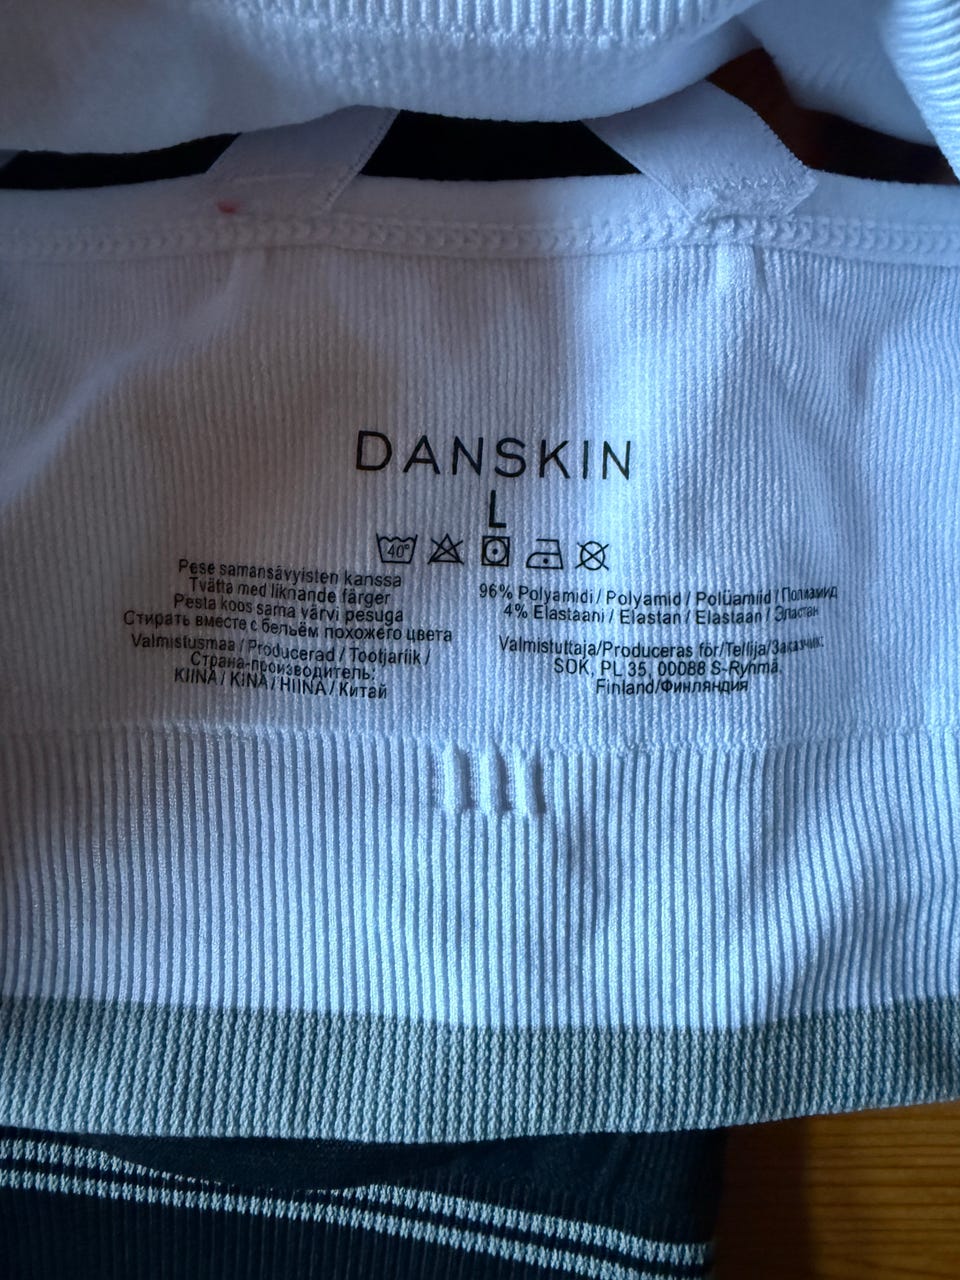 DANSKIN
L
40°
Pese samansävyisten kanssa
Tvätta med liknande färger
Pesta koos sama värvi pesuga
Стирать вместе с бельём похожего цвета
Valmistusmaa / Producerad / Tootjariik /
Страна-производитель:
KIINA / KINA / HIINA / Китай
96% Polyamidi / Polyamid / Polüamiid / Полиамид
4% Elastaani / Elastan / Elastaan / Эластан
Valmistuttaja/Produceras för/Tellija/Заказчик:
SOK, PL 35, 00088 S-Ryhmä,
Finland/Финляндия